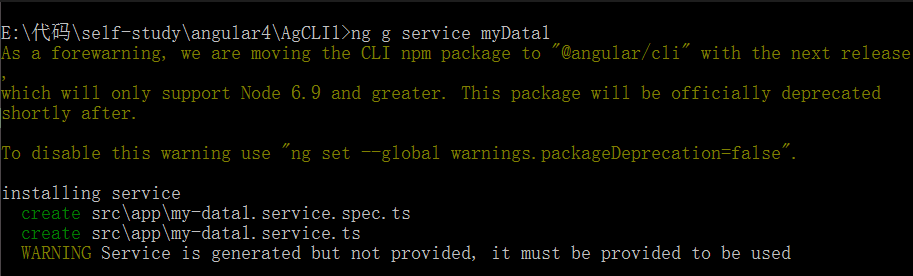 E:\代码\self-study\angular4\AgCLI1>ng g service myData1
As a forewarning, we are moving the CLI npm package to "@angular/cli" with the next release
,
which will only support Node 6.9 and greater. This package will be officially deprecated
shortly after.
To disable this warning use "ng set --global warnings.packageDeprecation=false".
installing service
create src\app\my-data1.service.spec.ts
create src\app\my-data1.service.ts
WARNING Service is generated but not provided, it must be provided to be used